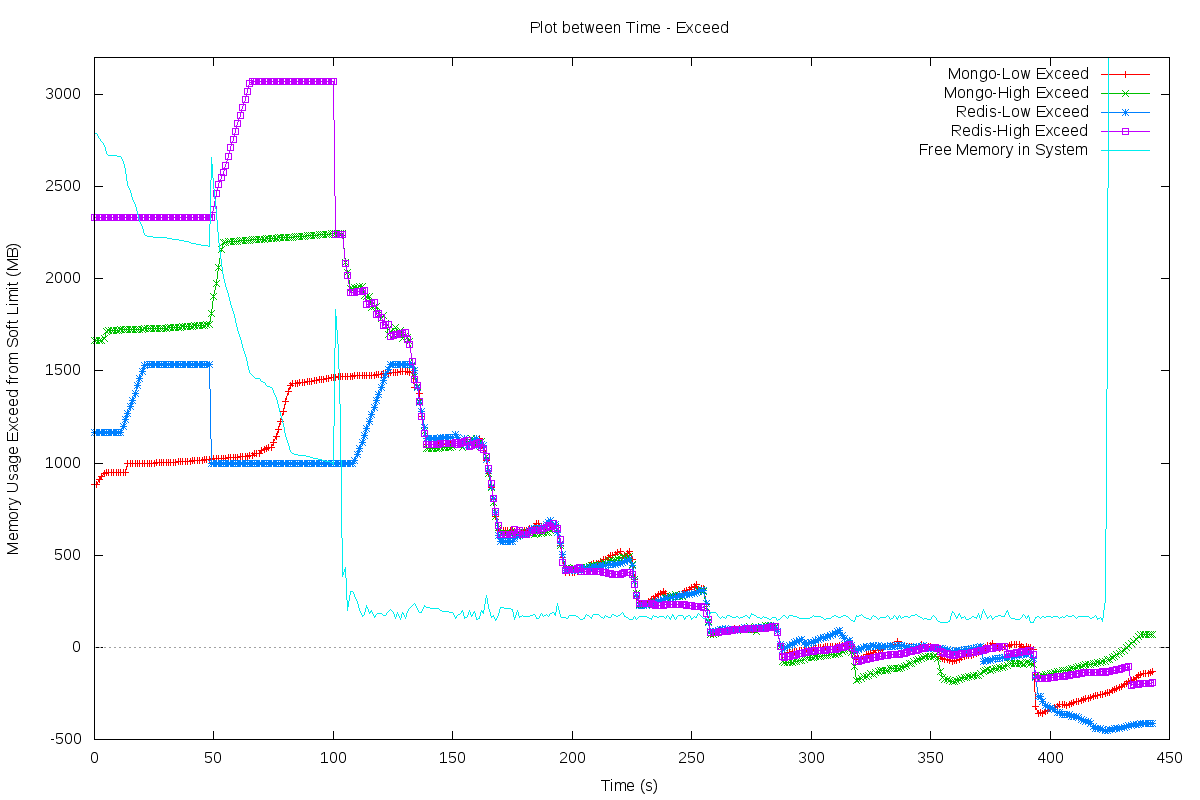 Plot between Time - Exceed
Mongo-Low Exceed
Mongo-High Exceed
Redis-Low Exceed
Redis-High Exceed
Free Memory in System
Memory Usage Exceed from Soft Limit (MB)
3000
2500
2000
1500
1000
500
0
-500
0 50 100 150 200 250 300 350 400 450
Time (s)